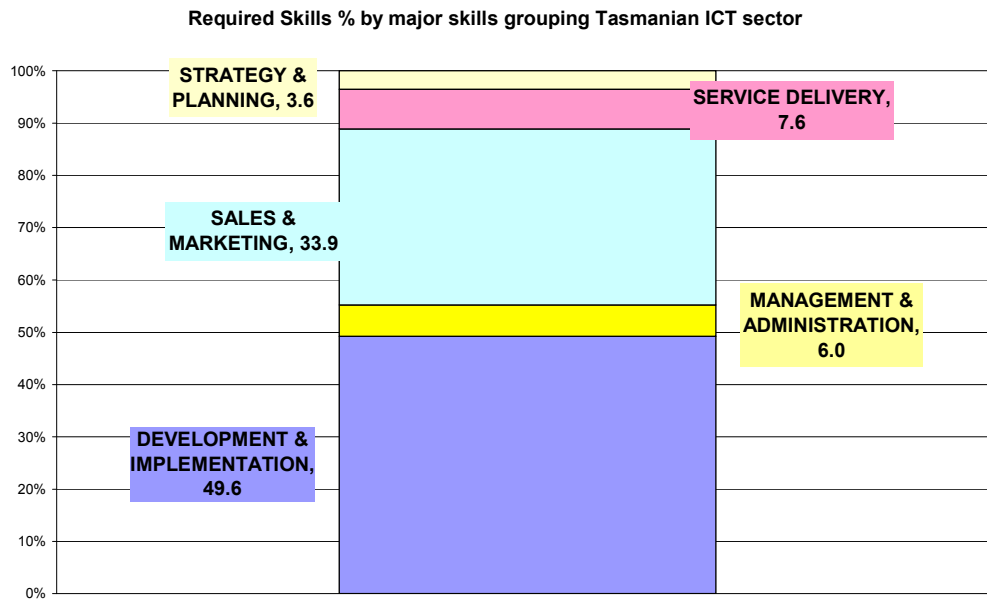 Required Skills % by major skills grouping Tasmanian ICT sector
100%
90%
80%
70%
60%
50%
40%
30%
20%
10%
0%
STRATEGY &
PLANNING, 3.6
SERVICE DELIVERY,
7.6
SALES &
MARKETING, 33.9
MANAGEMENT &
ADMINISTRATION,
6.0
DEVELOPMENT &
IMPLEMENTATION,
49.6